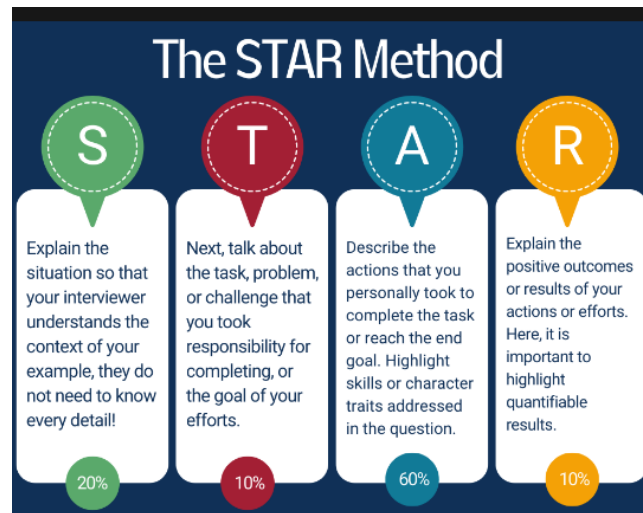 The STAR Method
S
Explain the
situation so that
your interviewer
understands the
context of your
example, they do
not need to know
every detail!
20%
T
Next, talk about
the task, problem,
or challenge that
you took
responsibility for
completing, or
the goal of your
efforts.
10%
A
Describe the
actions that you
personally took to
complete the task
or reach the end
goal. Highlight
skills or character
traits addressed
in the question.
60%
R
Explain the
positive outcomes
or results of your
actions or efforts.
Here, it is
important to
highlight
quantifiable
results.
10%